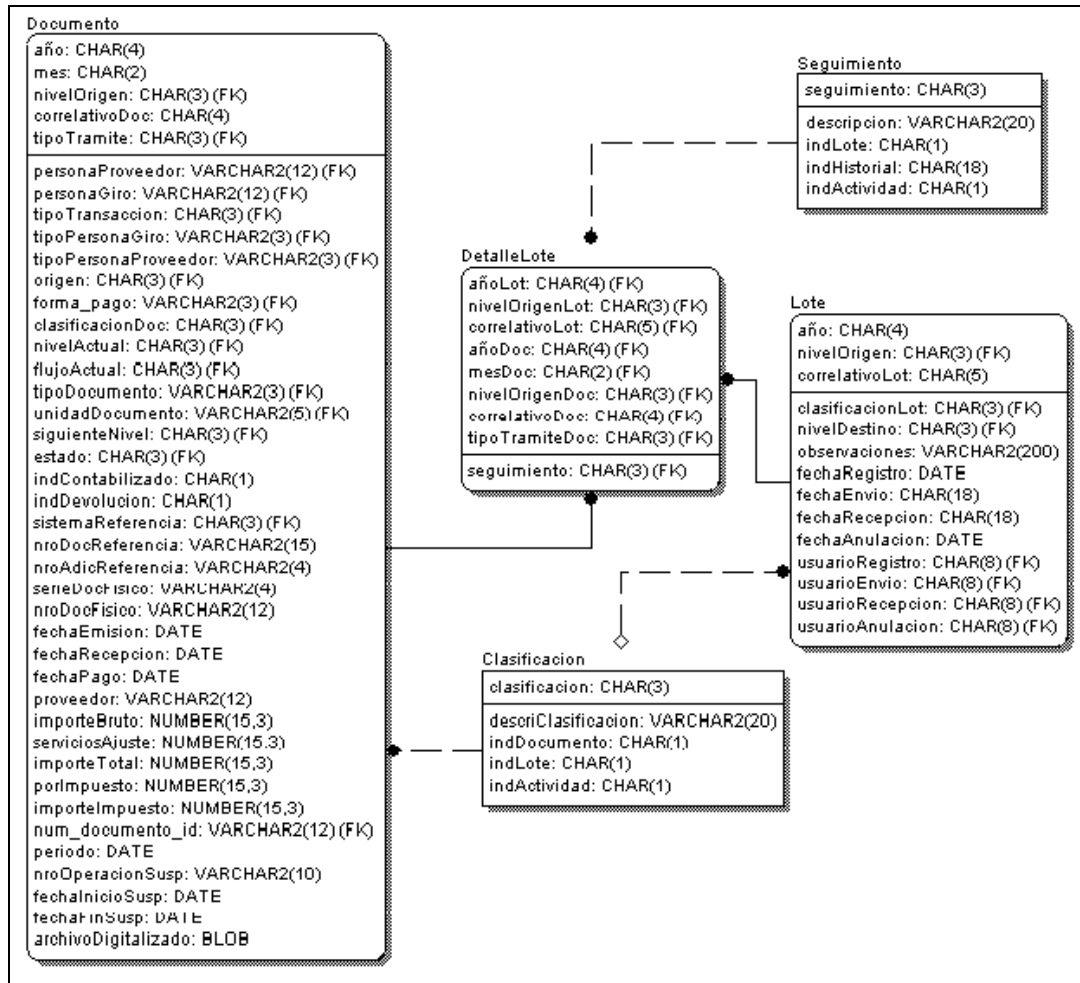 Documento
año: CHAR(4)
mes: CHAR(2)
nivelOrigen: CHAR(3) (FK)
correlativoDoc: CHAR(4)
tipoTramite: CHAR(3) (FK)
personaProveedor: VARCHAR2(12) (FK)
personaGiro: VARCHAR2(12) (FK)
tipoTransaccion: CHAR(3) (FK)
tipoPersonaGiro: VARCHAR2(3) (FK)
tipoPersonaProveedor: VARCHAR2(3) (FK)
origen: CHAR(3) (FK)
forma_pago: VARCHAR2(3) (FK)
clasificacionDoc: CHAR(3) (FK)
nivelActual: CHAR(3) (FK)
flujoActual: CHAR(3) (FK)
tipoDocumento: VARCHAR2(3) (FK)
unidadDocumento: VARCHAR2(5) (FK)
siguienteNivel: CHAR(3) (FK)
estado: CHAR(3) (FK)
indContabilizado: CHAR(1)
indDevolucion: CHAR(1)
sistemaReferencia: CHAR(3) (FK)
nroDocReferencia: VARCHAR2(15)
nroAdicReferencia: VARCHAR2(4)
serieDocFisico: VARCHAR2(4)
nroDocFisico: VARCHAR2(12)
fechaEmision: DATE
fechaRecepcion: DATE
fechaPago: DATE
proveedor: VARCHAR2(12)
importeBruto: NUMBER(15,3)
serviciosAjuste: NUMBER(15,3)
importeTotal: NUMBER(15,3)
porImpuesto: NUMBER(15,3)
importeImpuesto: NUMBER(15,3)
num_documento_id: VARCHAR2(12) (FK)
periodo: DATE
nroOperacionSusp: VARCHAR2(10)
fechaInicioSusp: DATE
fechaFinSusp: DATE
archivoDigitalizado: BLOB
Seguimiento
seguimiento: CHAR(3)
descripcion: VARCHAR2(20)
indLote: CHAR(1)
indHistorial: CHAR(18)
indActividad: CHAR(1)
DetalleLote
añoLot: CHAR(4) (FK)
nivelOrigenLot: CHAR(3) (FK)
correlativoLot: CHAR(5) (FK)
añoDoc: CHAR(4) (FK)
mesDoc: CHAR(2) (FK)
nivelOrigenDoc: CHAR(3) (FK)
correlativoDoc: CHAR(4) (FK)
tipoTramiteDoc: CHAR(3) (FK)
seguimiento: CHAR(3) (FK)
Lote
año: CHAR(4)
nivelOrigen: CHAR(3) (FK)
correlativoLot: CHAR(5)
clasificacionLot: CHAR(3) (FK)
nivelDestino: CHAR(3) (FK)
observaciones: VARCHAR2(200)
fechaRegistro: DATE
fechaEnvio: CHAR(18)
fechaRecepcion: CHAR(18)
fechaAnulacion: DATE
usuarioRegistro: CHAR(8) (FK)
usuarioEnvio: CHAR(8) (FK)
usuarioRecepcion: CHAR(8) (FK)
usuarioAnulacion: CHAR(8) (FK)
Clasificacion
clasificacion: CHAR(3)
descriClasificacion: VARCHAR2(20)
indDocumento: CHAR(1)
indLote: CHAR(1)
indActividad: CHAR(1)